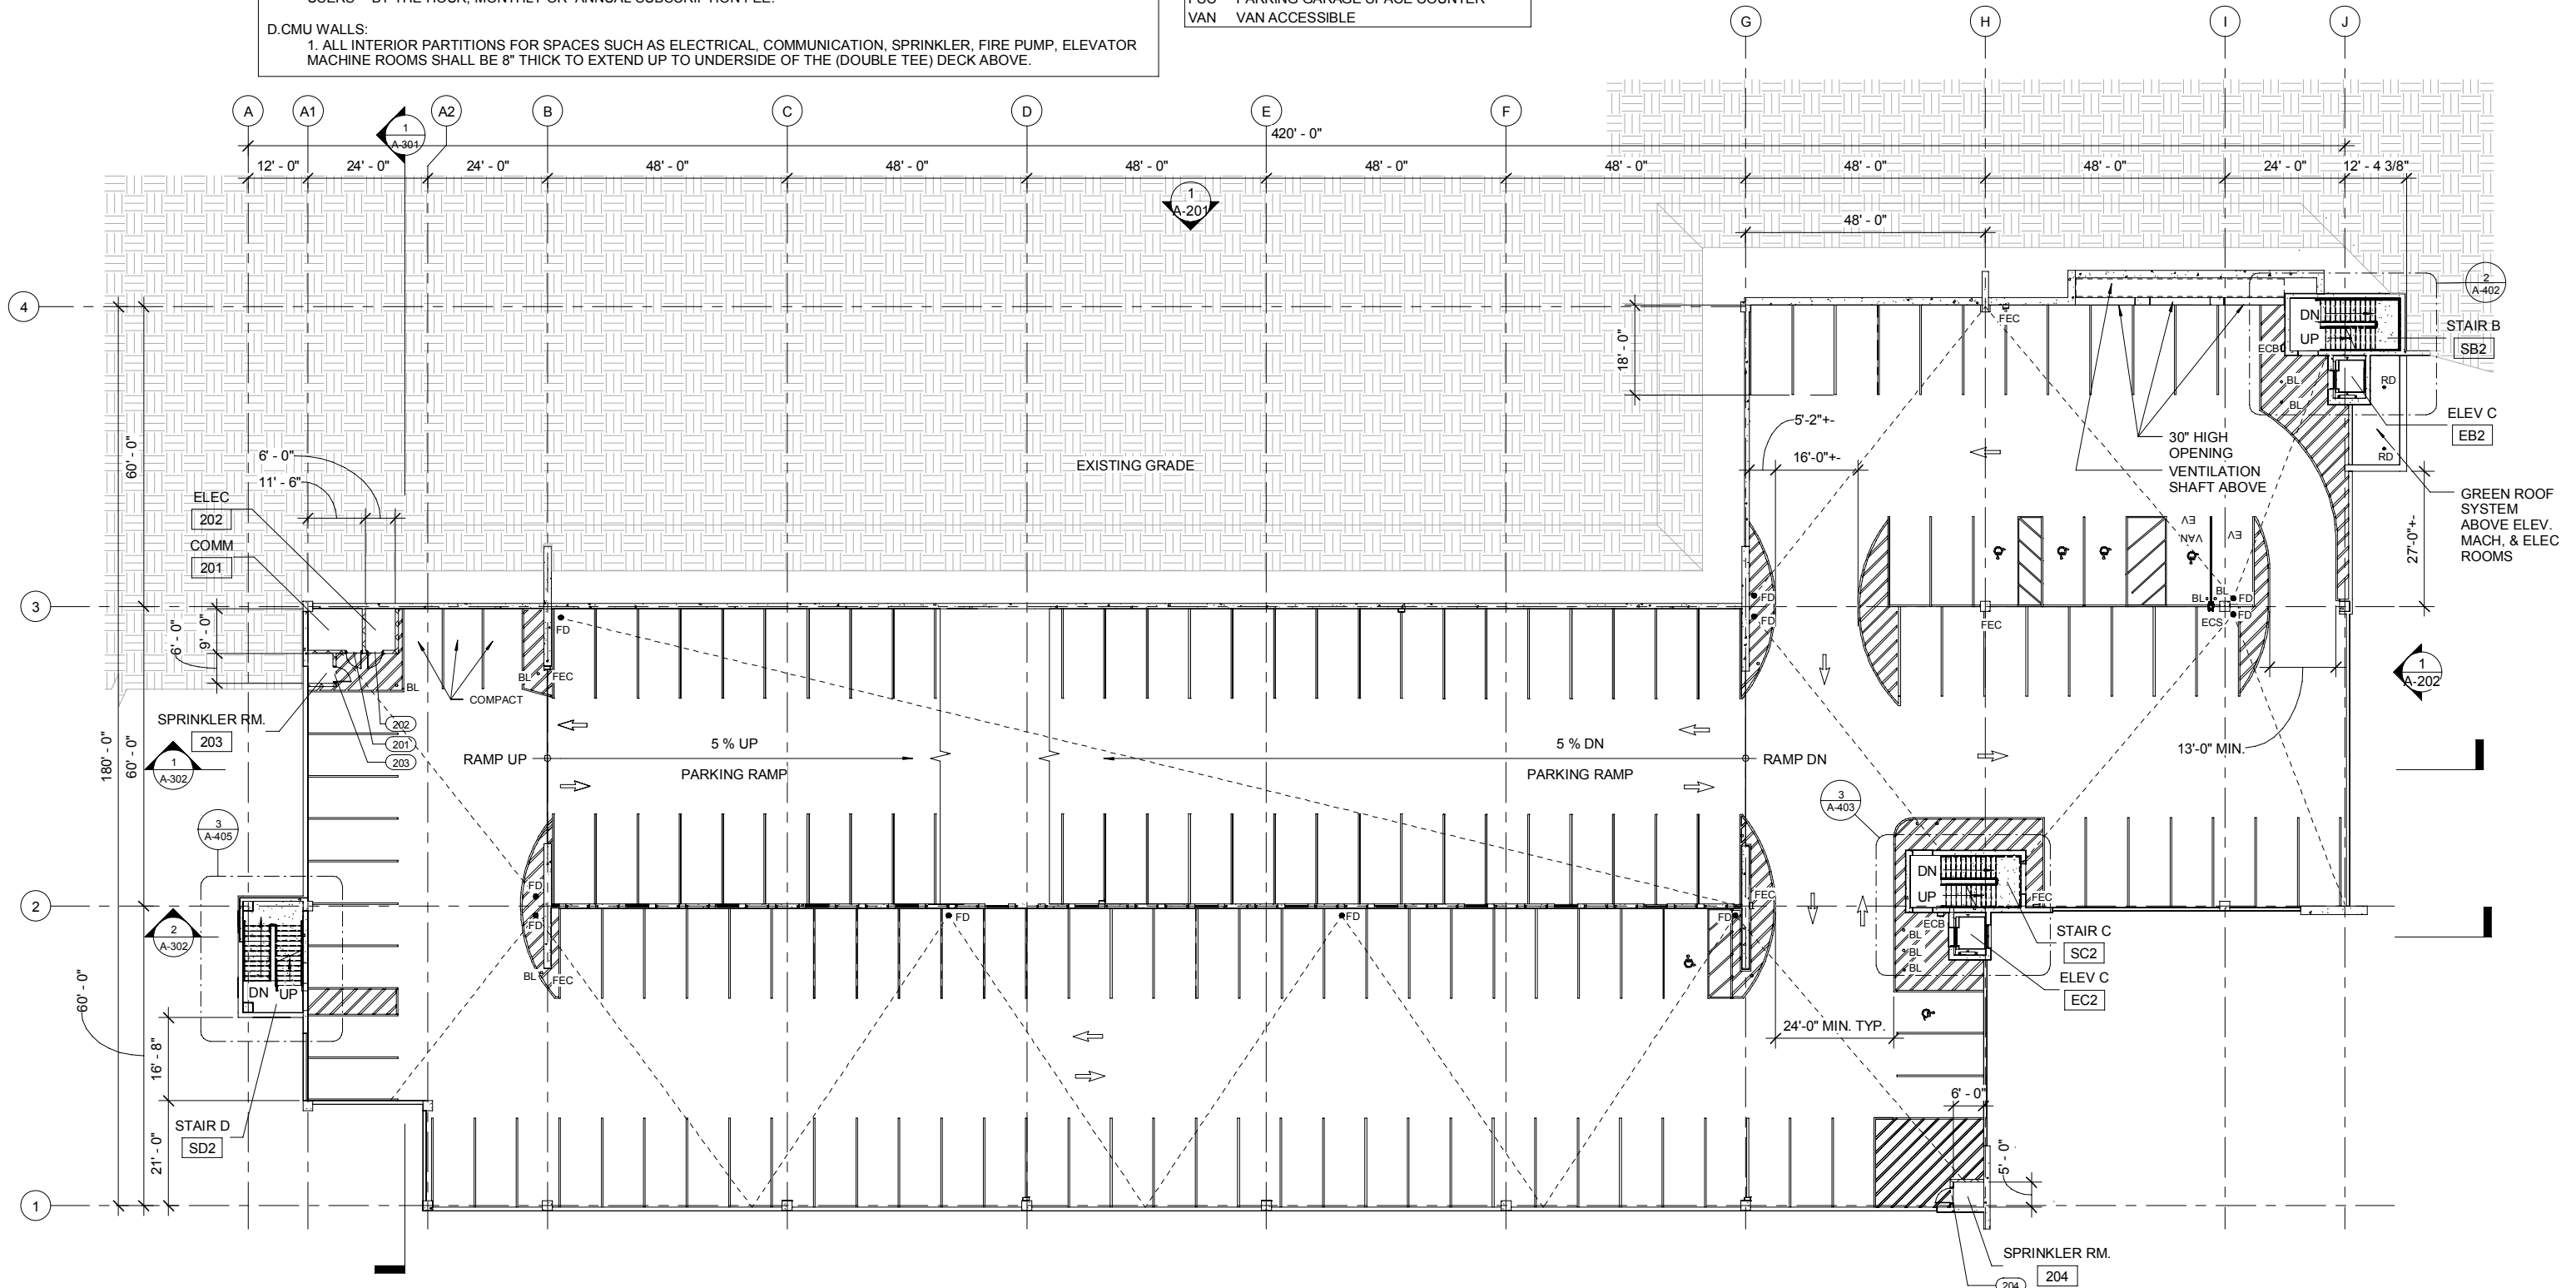 D.CMU WALLS:
1. ALL INTERIOR PARTITIONS FOR SPACES SUCH AS ELECTRICAL, COMMUNICATION, SPRINKLER, FIRE PUMP, ELEVATOR
MACHINE ROOMS SHALL BE 8" THICK TO EXTEND UP TO UNDERSIDE OF THE (DOUBLE TEE) DECK ABOVE.
PARKING GARAGE SPACE COUNTER
VAN VAN ACCESSIBLE
G H I J
A A1 A2 B C D E F
1
A-301
420' - 0"
12' - 0" 24' - 0" 24' - 0" 48' - 0" 48' - 0" 48' - 0" 48' - 0" 48' - 0" 48' - 0" 48' - 0" 24' - 0" 12' - 4 3/8"
1
A-201
48' - 0"
4
2
A-402
DN
UP
STAIR B
SB2
FEC
ECB
18' - 0"
BL
BL
RD
RD
ELEV C
EB2
5'-2"+-
16'-0"+-
30" HIGH
OPENING
VENTILATION
SHAFT ABOVE
EXISTING GRADE
60' - 0"
6' - 0"
11' - 6"
ELEC
202
COMM
201
GREEN ROOF
SYSTEM
ABOVE ELEV.
MACH, & ELEC
ROOMS
27'-0"+-
EV
VAN
EV
3
BL
BL
FD
FD
ECS
FEC
FD
FD
FD
9' - 0"
6' - 0"
BL
FEC
BL
COMPACT
SPRINKLER RM.
203
202
201
203
1
A-302
180' - 0"
60' - 0"
RAMP UP
5 % UP
PARKING RAMP
5 % DN
PARKING RAMP
RAMP DN
13'-0" MIN.
1
A-202
3
A-403
3
A-405
DN
UP
FEC
STAIR C
SC2
ECB
BL
BL
BL
ELEV C
EC2
2
FD
FD
FD
FD
FD
FEC
BL
FEC
2
A-302
DN UP
60' - 0"
16' - 8"
24'-0" MIN. TYP.
6' - 0"
STAIR D
SD2
21' - 0"
5' - 0"
1
SPRINKLER RM.
204
204